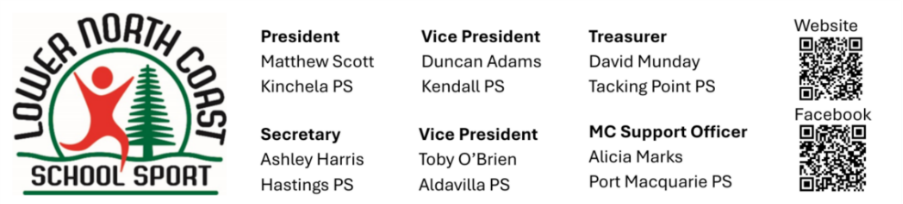 LOWER NORTH COAST
SCHOOL SPORT
President
Matthew Scott
Kinchela PS
Vice President
Duncan Adams
Kendall PS
Treasurer
David Munday
Tacking Point PS
Secretary
Ashley Harris
Hastings PS
Vice President
Toby O’Brien
Aldavilla PS
MC Support Officer
Alicia Marks
Port Macquarie PS
Website
Facebook